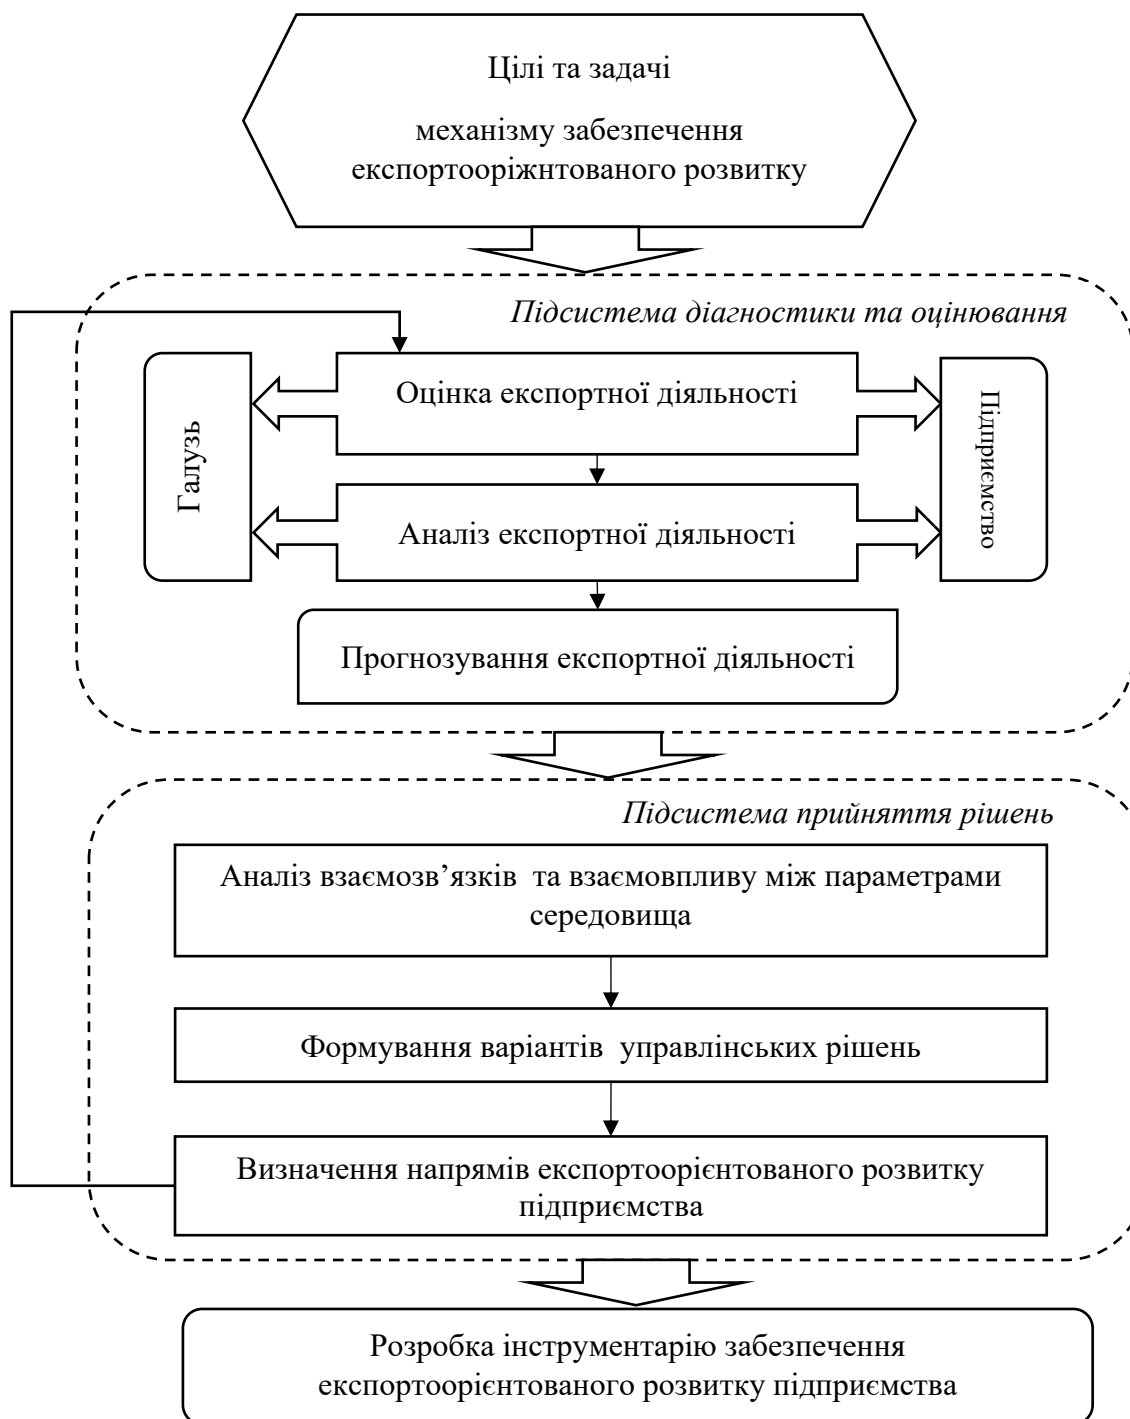 Цілі та задачі
механізму забезпечення
експортооріжнтованого розвитку
Підсистема діагностики та оцінювання
Галузь
Оцінка експортної діяльності
Підприємство
Аналіз експортної діяльності
Прогнозування експортної діяльності
Підсистема прийняття рішень
Аналіз взаємозв’язків та взаємовпливу між параметрами
середовища
Формування варіантів управлінських рішень
Визначення напрямів експортоорієнтованого розвитку
підприємства
Розробка інструментарію забезпечення
експортоорієнтованого розвитку підприємства